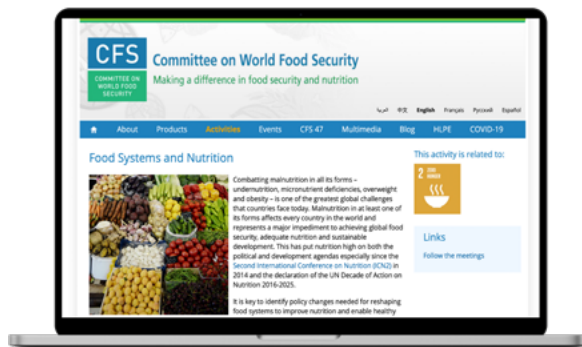 CFS
COMMITTEE ON
WORLD FOOD
SECURITY
Committee on World Food Security
Making a difference in food security and nutrition
العربية 中文 English Français Русский Español
About Products Activities Events CFS 47 Multimedia Blog HLPE COVID-19
Food Systems and Nutrition
Combatting malnutrition in all its forms –
undernutrition, micronutrient deficiencies, overweight
and obesity – is one of the greatest global challenges
that countries face today. Malnutrition in at least one of
its forms affects every country in the world and
represents a major impediment to achieving global food
security, adequate nutrition and sustainable
development. This has put nutrition high on both the
political and development agendas especially since the
Second International Conference on Nutrition (ICN2) in
2014 and the declaration of the UN Decade of Action on
Nutrition 2016-2025.
It is key to identify policy changes needed for reshaping
food systems to improve nutrition and enable healthy
This activity is related to:
2 ZERO
HUNGER
Links
Follow the meetings